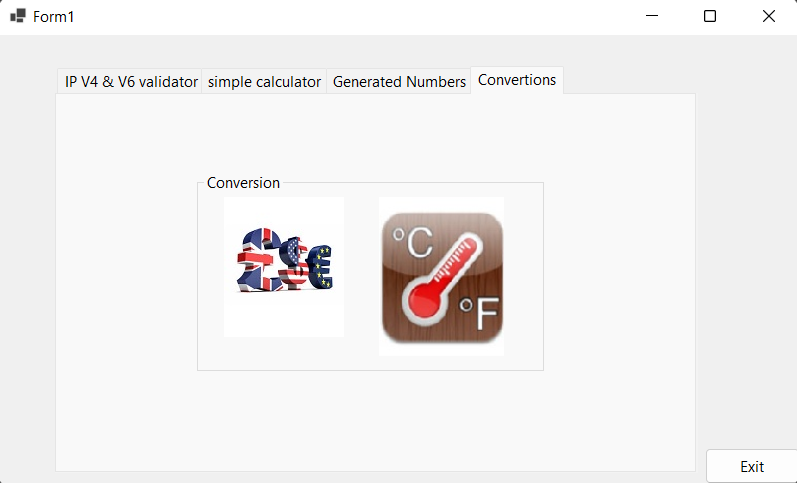 Form1
IP V4 & V6 validator simple calculator Generated Numbers Convertions
Conversion
£$€
°C
°F
Exit